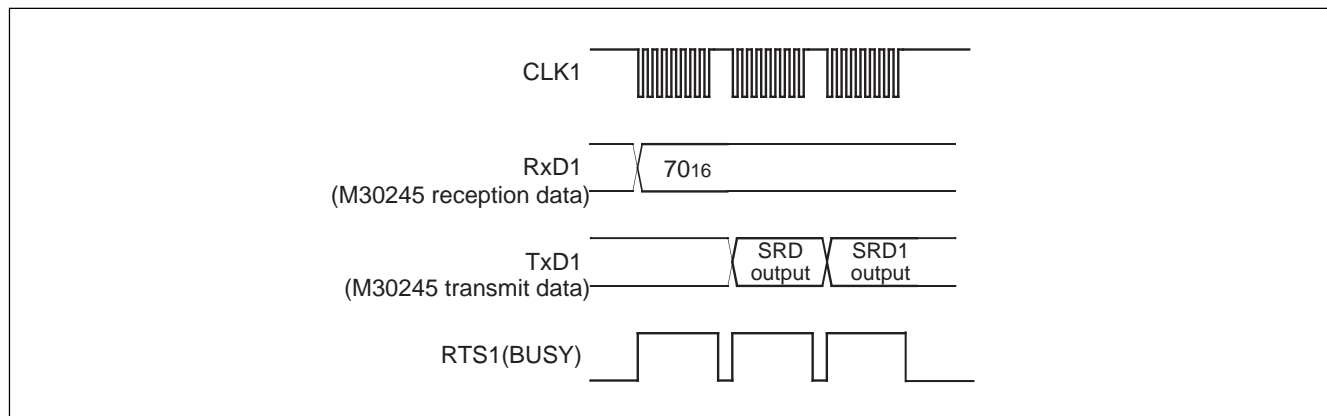 CLK1
RxD1
(M30245 reception data)
7016
TxD1
(M30245 transmit data)
SRD
output
SRD1
output
RTS1(BUSY)